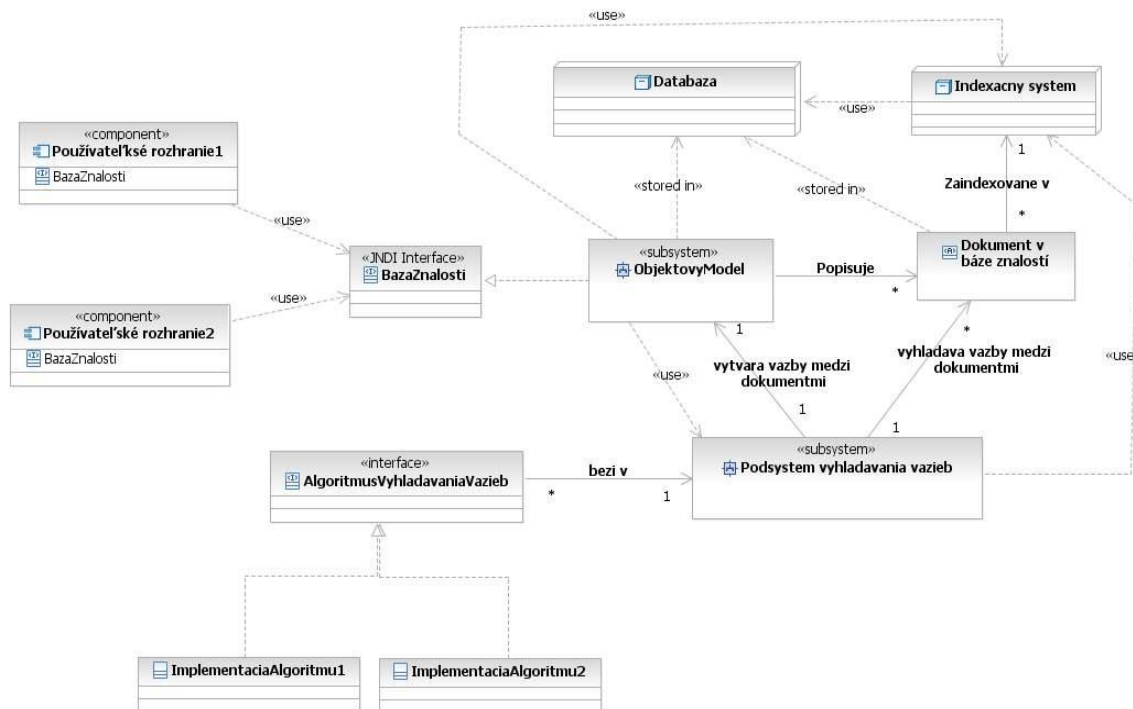 «use»
Databaza
Indexacny system
«use»
«component»
Používateľksé rozhranie1
BazaZnalosti
1
«stored in»
«stored in»
Zaindexovane v
*
«use»
«JNDI Interface»
BazaZnalosti
«subsystem»
ObjektovyModel
Popisuje
*
Dokument v
báze znalostí
«use»
«component»
Používateľské rozhranie2
BazaZnalosti
1
*
vytvara vazby medzi
dokumentmi
vyhladava vazby medzi
dokumentmi
«use
«use»
1
1
«subsystem»
Podsystem vyhladavania vazieb
«interface»
AlgoritmusVyhladavaniaVazieb
bezi v
*
1
ImplementaciaAlgoritmu1
ImplementaciaAlgoritmu2